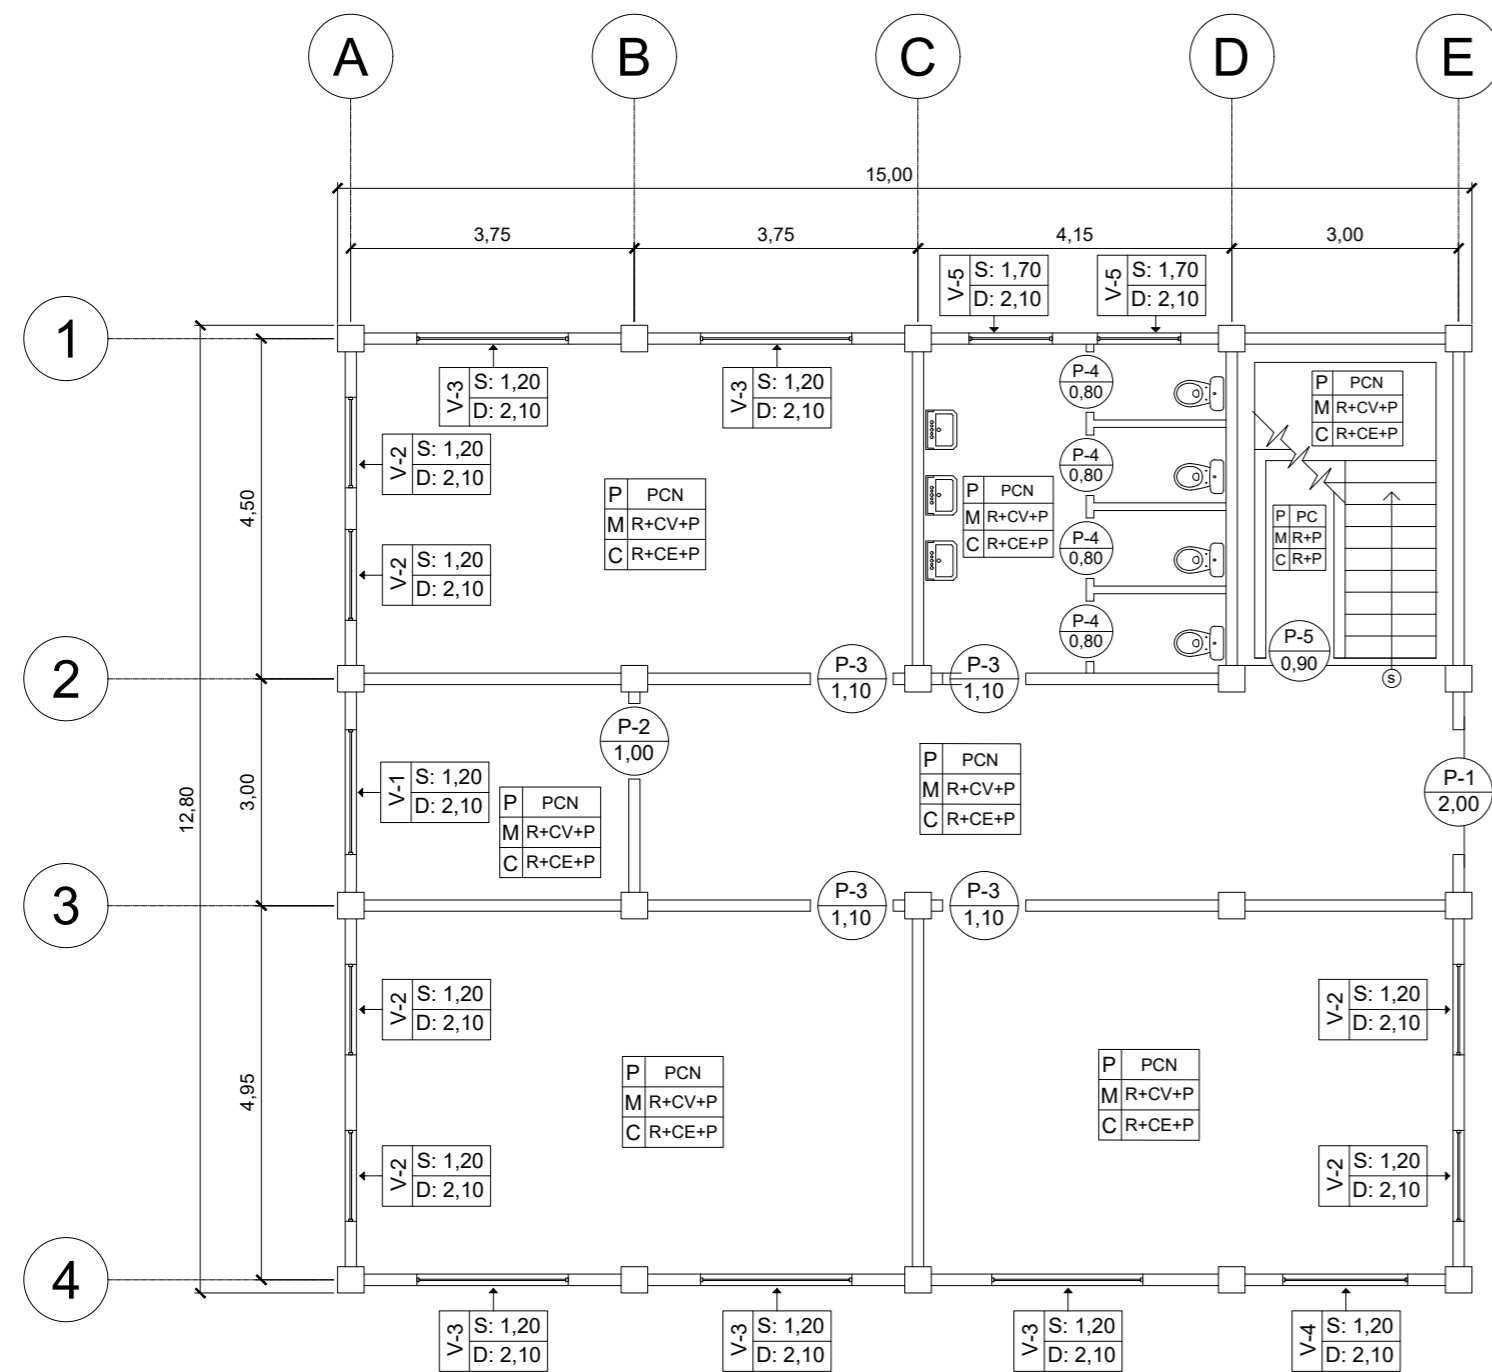 A B C D E
15,00
3,75 3,75 4,15 3,00
V-5 S: 1,70
D: 2,10
V-5 S: 1,70
D: 2,10
1
V-3 S: 1,20
D: 2,10
V-3 S: 1,20
D: 2,10
P-4
0,80
P PCN
M R+CV+P
C R+CE+P
V-2 S: 1,20
D: 2,10
4,50
P PCN
M R+CV+P
C R+CE+P
P PCN
M R+CV+P
C R+CE+P
P-4
0,80
P PC
M R+P
C R+P
V-2 S: 1,20
D: 2,10
P-4
0,80
P-4
0,80
2
P-3
1,10
P-3
1,10
P-5
0,90
S
P-2
1,00
12,80
3,00
V-1 S: 1,20
D: 2,10
P PCN
M R+CV+P
C R+CE+P
P PCN
M R+CV+P
C R+CE+P
P-1
2,00
3
P-3
1,10
P-3
1,10
V-2 S: 1,20
D: 2,10
V-2 S: 1,20
D: 2,10
4,95
P PCN
M R+CV+P
C R+CE+P
P PCN
M R+CV+P
C R+CE+P
V-2 S: 1,20
D: 2,10
V-2 S: 1,20
D: 2,10
4
V-3 S: 1,20
D: 2,10
V-3 S: 1,20
D: 2,10
V-3 S: 1,20
D: 2,10
V-4 S: 1,20
D: 2,10